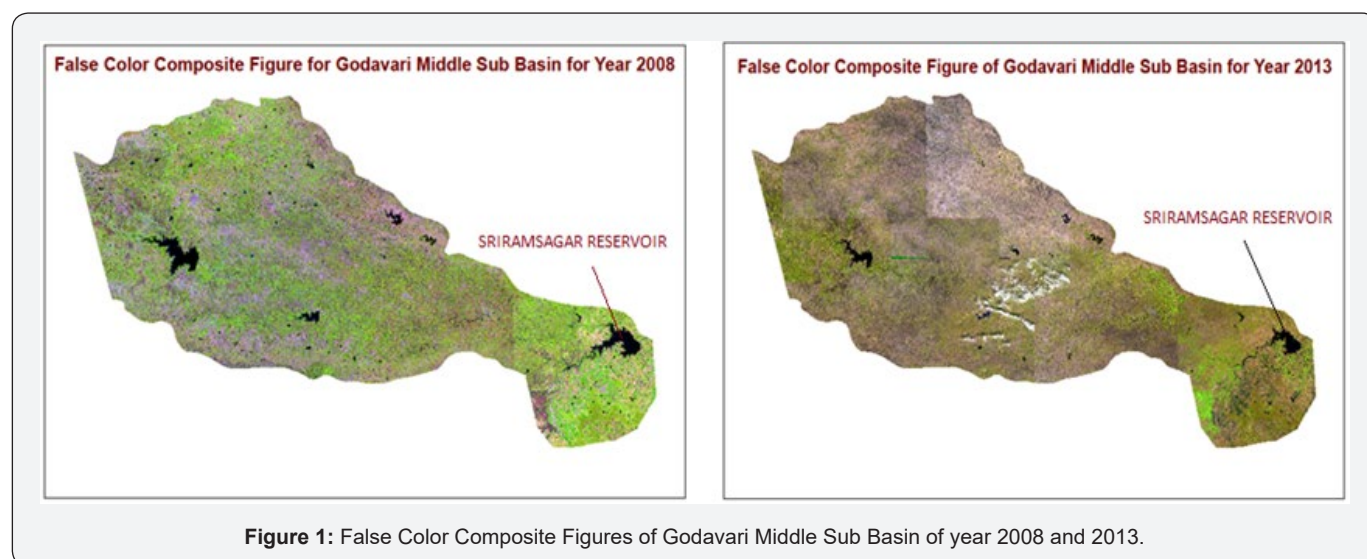 False Color Composite Figure for Godavari Middle Sub Basin for Year 2008
SRIRAMSAGAR RESERVOIR
False Color Composite Figure of Godavari Middle Sub Basin for Year 2013
SRIRAMSAGAR RESERVOIR
Figure 1: False Color Composite Figures of Godavari Middle Sub Basin of year 2008 and 2013.